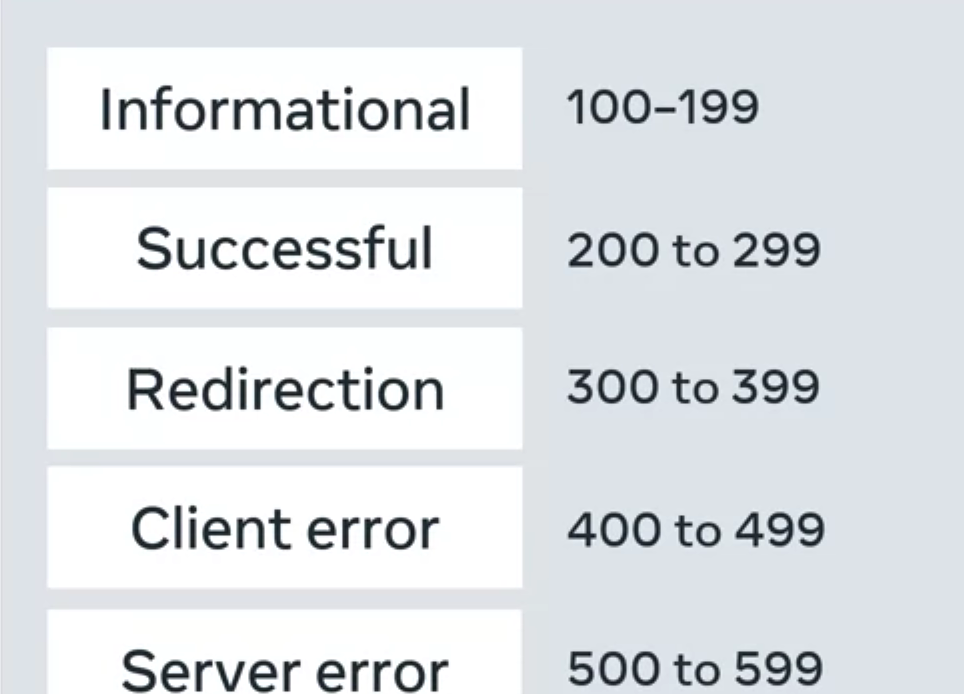 Informational 100–199
Successful 200 to 299
Redirection 300 to 399
Client error 400 to 499
Server error 500 to 599